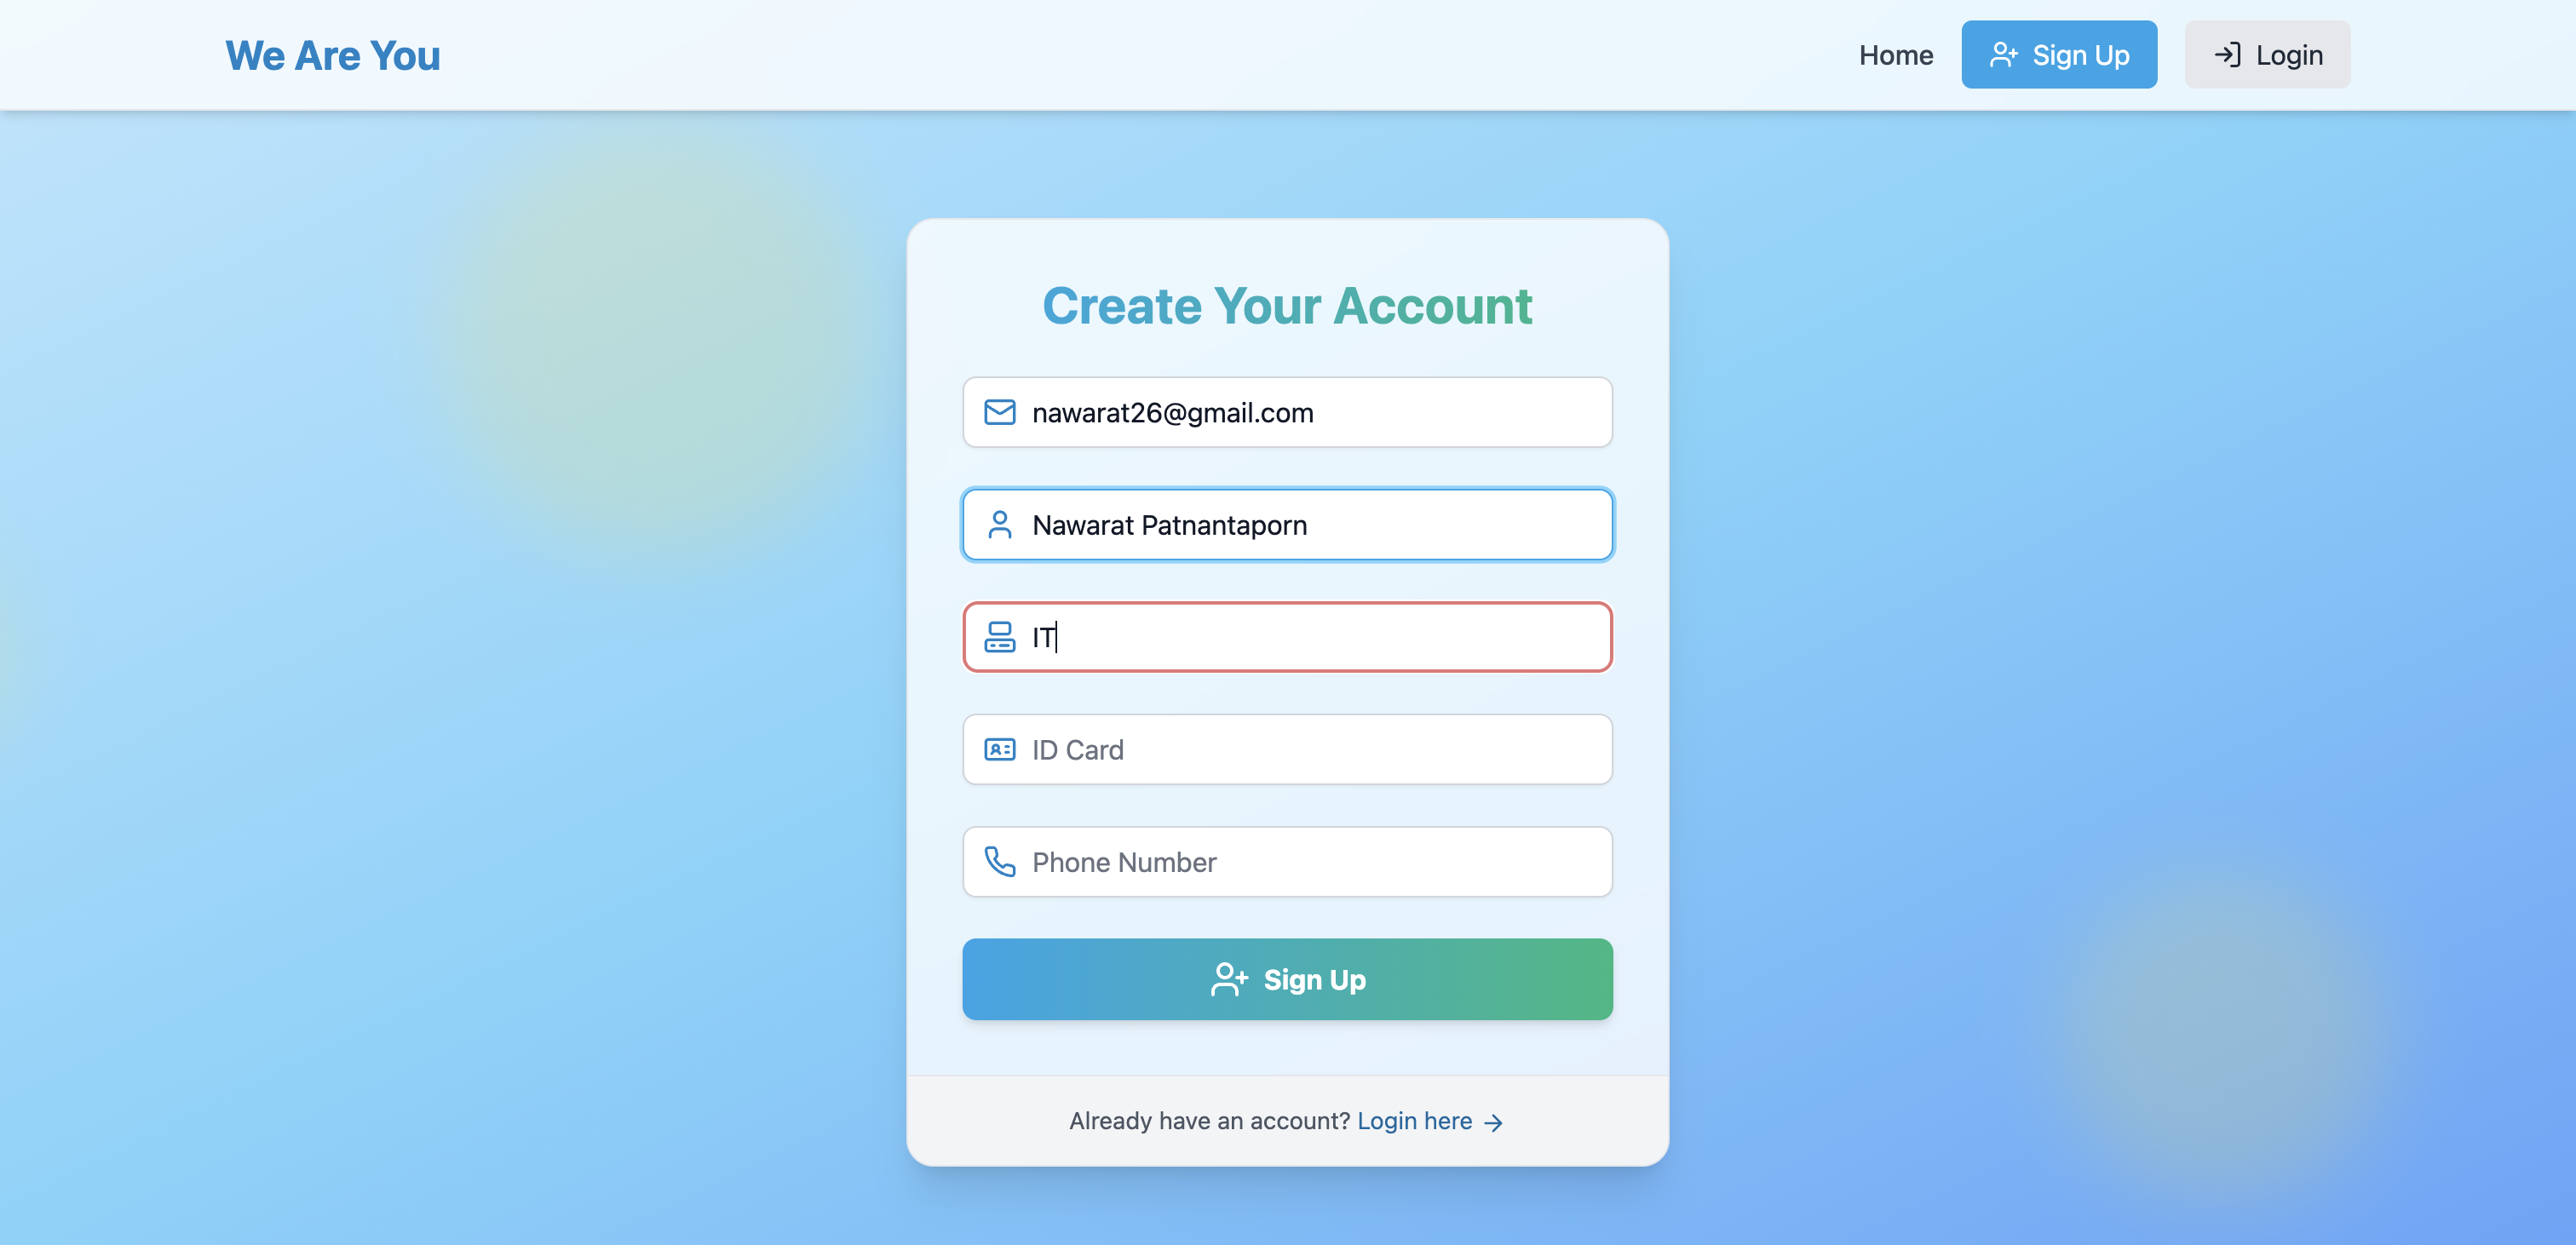 We Are You
Home
Sign Up
Login
Create Your Account
nawarat26@gmail.com
Nawarat Patnantaporn
IT
ID Card
Phone Number
Sign Up
Already have an account? Login here →